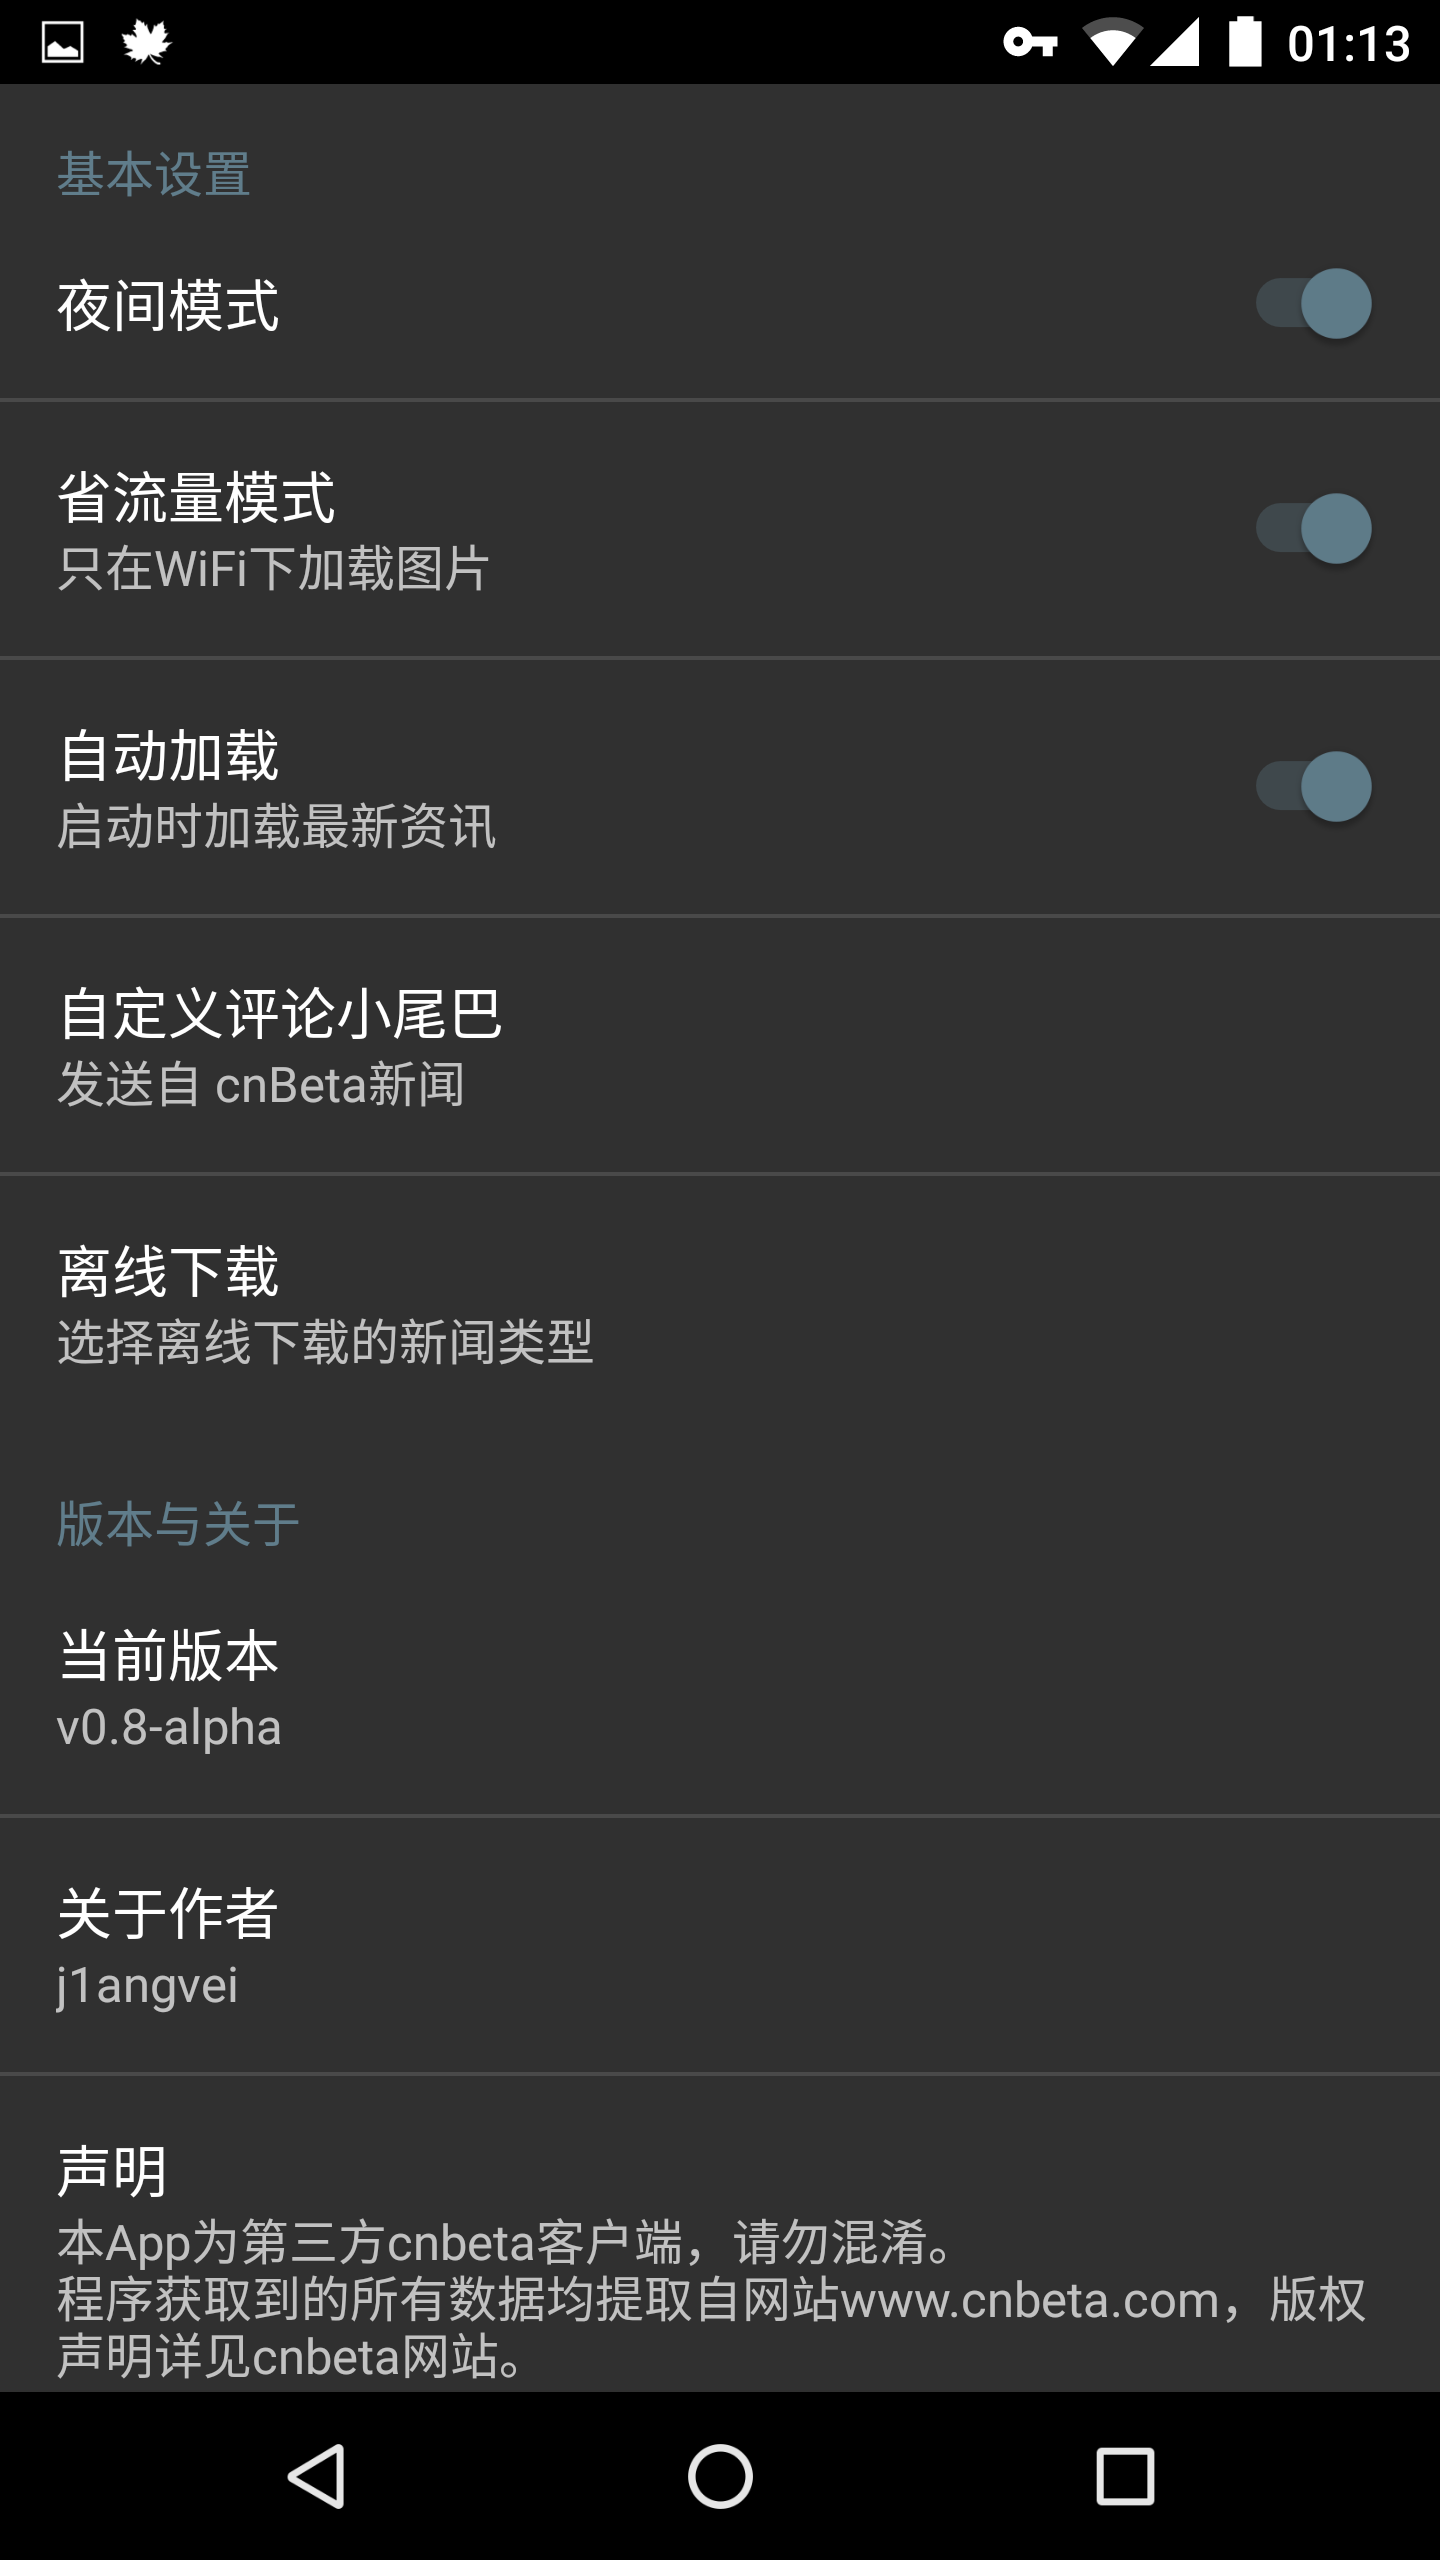 01:13
基本设置
夜间模式
省流量模式
只在WiFi下加载图片
自动加载
启动时加载最新资讯
自定义评论小尾巴
发送自 cnBeta新闻
离线下载
选择离线下载的新闻类型
版本与关于
当前版本
v0.8-alpha
关于作者
j1angvei
声明
本App为第三方cnbeta客户端，请勿混淆。
程序获取到的所有数据均提取自网站www.cnbeta.com，版权
声明详见cnbeta网站。